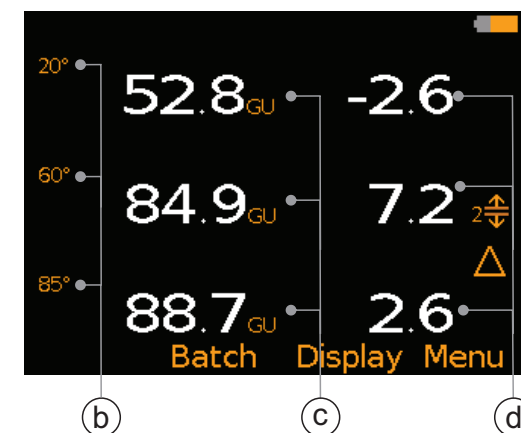 20°
52.8GU -2.6
60°
84.9GU 7.2 2
85°
88.7GU 2.6
Batch Display Menu
b c d